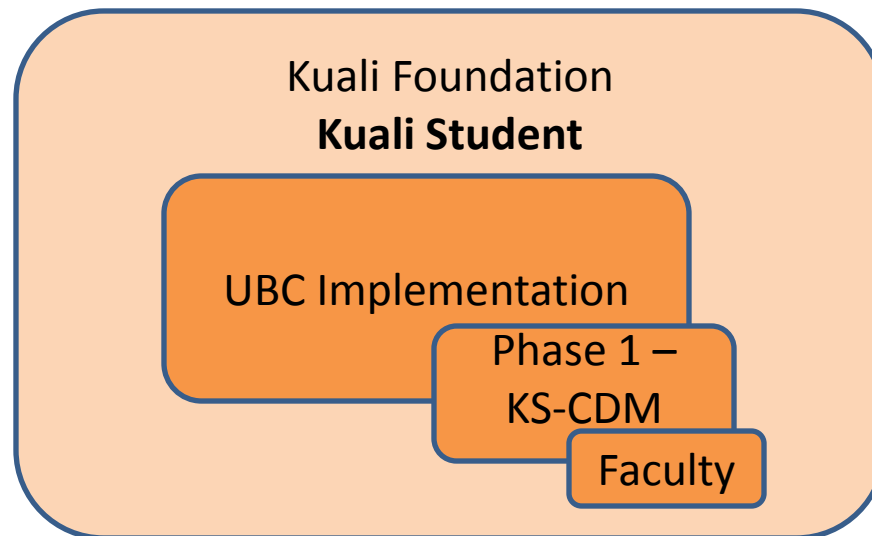 Kuali Foundation
Kuali Student
UBC Implementation
Phase 1 –
KS-CDM
Faculty